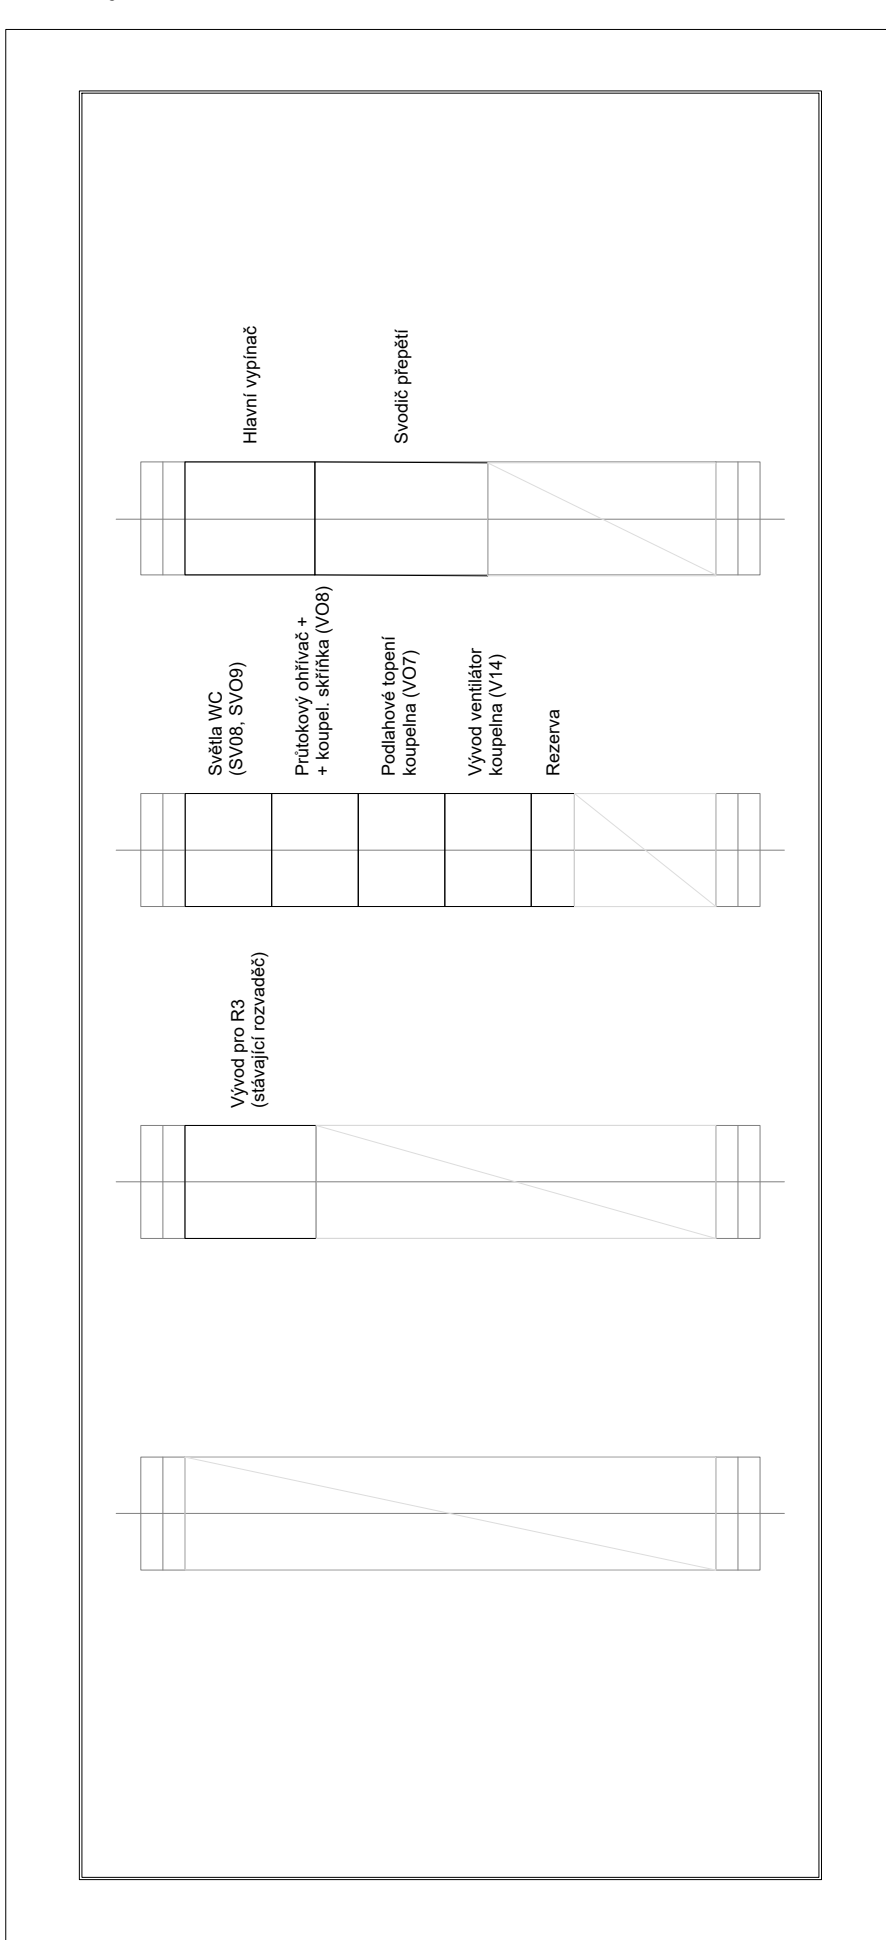 Hlavní vypínač
Svodič přepětí
Světla WC
(SV08, SVO9)
Průtokový ohřívač +
+ koupel. skříňka (VO8)
Podlahové topení
koupelna (VO7)
Vývod ventilátor
koupelna (V14)
Rezerva
Vývod pro R3
(stávající rozvaděč)